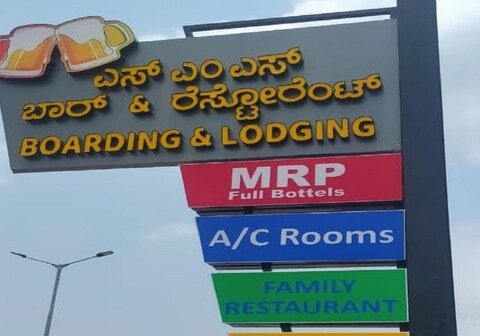 ಎಸ್ ಎಂ ಎಸ್
ಬಾರ್ & ರೆಸ್ಟೋರೆಂಟ್
BOARDING & LODGING
MRP
Full Bottels
A/C Rooms
FAMILY
RESTAURANT